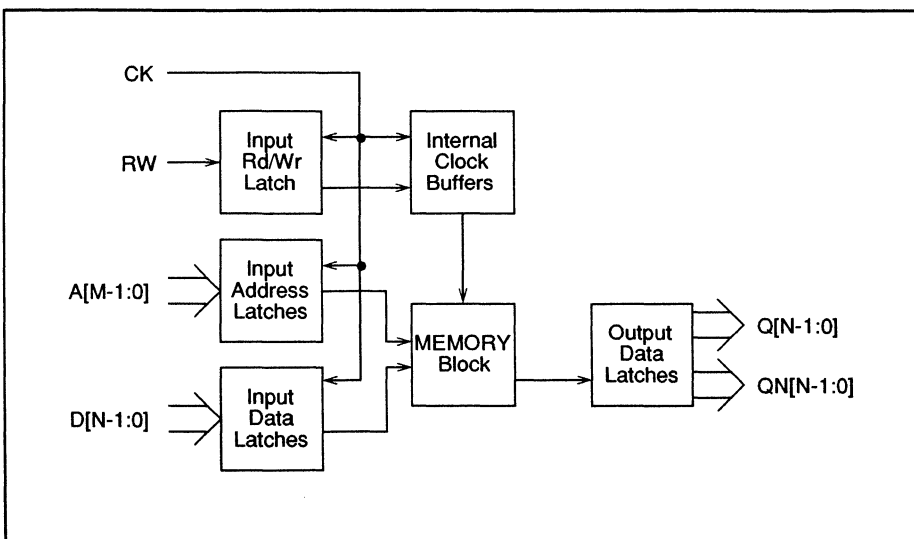 CK
RW
Input
Rd/Wr
Latch
Internal
Clock
Buffers
A[M-1:0]
Input
Address
Latches
MEMORY
Block
Output
Data
Latches
Q[N-1:0]
QN[N-1:0]
D[N-1:0]
Input
Data
Latches